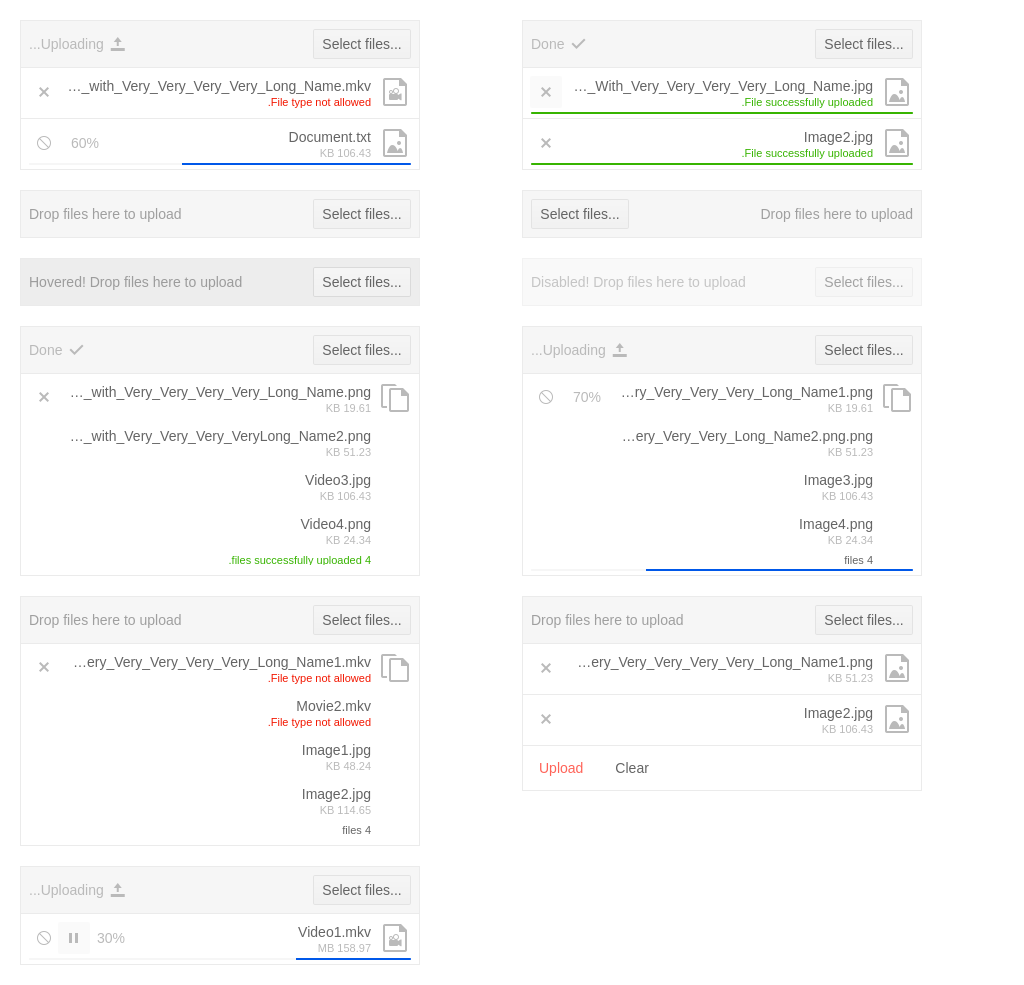 ...Uploading
Select files...
..._with_Very_Very_Very_Very_Long_Name.mkv
.File type not allowed
60%
Document.txt
KB 106.43
Done
Select files...
..._With_Very_Very_Very_Very_Long_Name.jpg
.File successfully uploaded
Image2.jpg
.File successfully uploaded
Drop files here to upload
Select files...
Select files...
Drop files here to upload
Hovered! Drop files here to upload
Select files...
Disabled! Drop files here to upload
Select files...
Done
Select files...
..._with_Very_Very_Very_Very_Long_Name.png
KB 19.61
..._with_Very_Very_Very_VeryLong_Name2.png
KB 51.23
Video3.jpg
KB 106.43
Video4.png
KB 24.34
.files successfully uploaded 4
...Uploading
Select files...
70%
...ry_Very_Very_Very_Long_Name1.png
KB 19.61
...ery_Very_Very_Long_Name2.png.png
KB 51.23
Image3.jpg
KB 106.43
Image4.png
KB 24.34
files 4
Drop files here to upload
Select files...
...ery_Very_Very_Very_Very_Long_Name1.mkv
.File type not allowed
Movie2.mkv
.File type not allowed
Image1.jpg
KB 48.24
Image2.jpg
KB 114.65
files 4
Drop files here to upload
Select files...
...ery_Very_Very_Very_Very_Long_Name1.png
KB 51.23
Image2.jpg
KB 106.43
Upload
Clear
...Uploading
Select files...
30%
Video1.mkv
MB 158.97